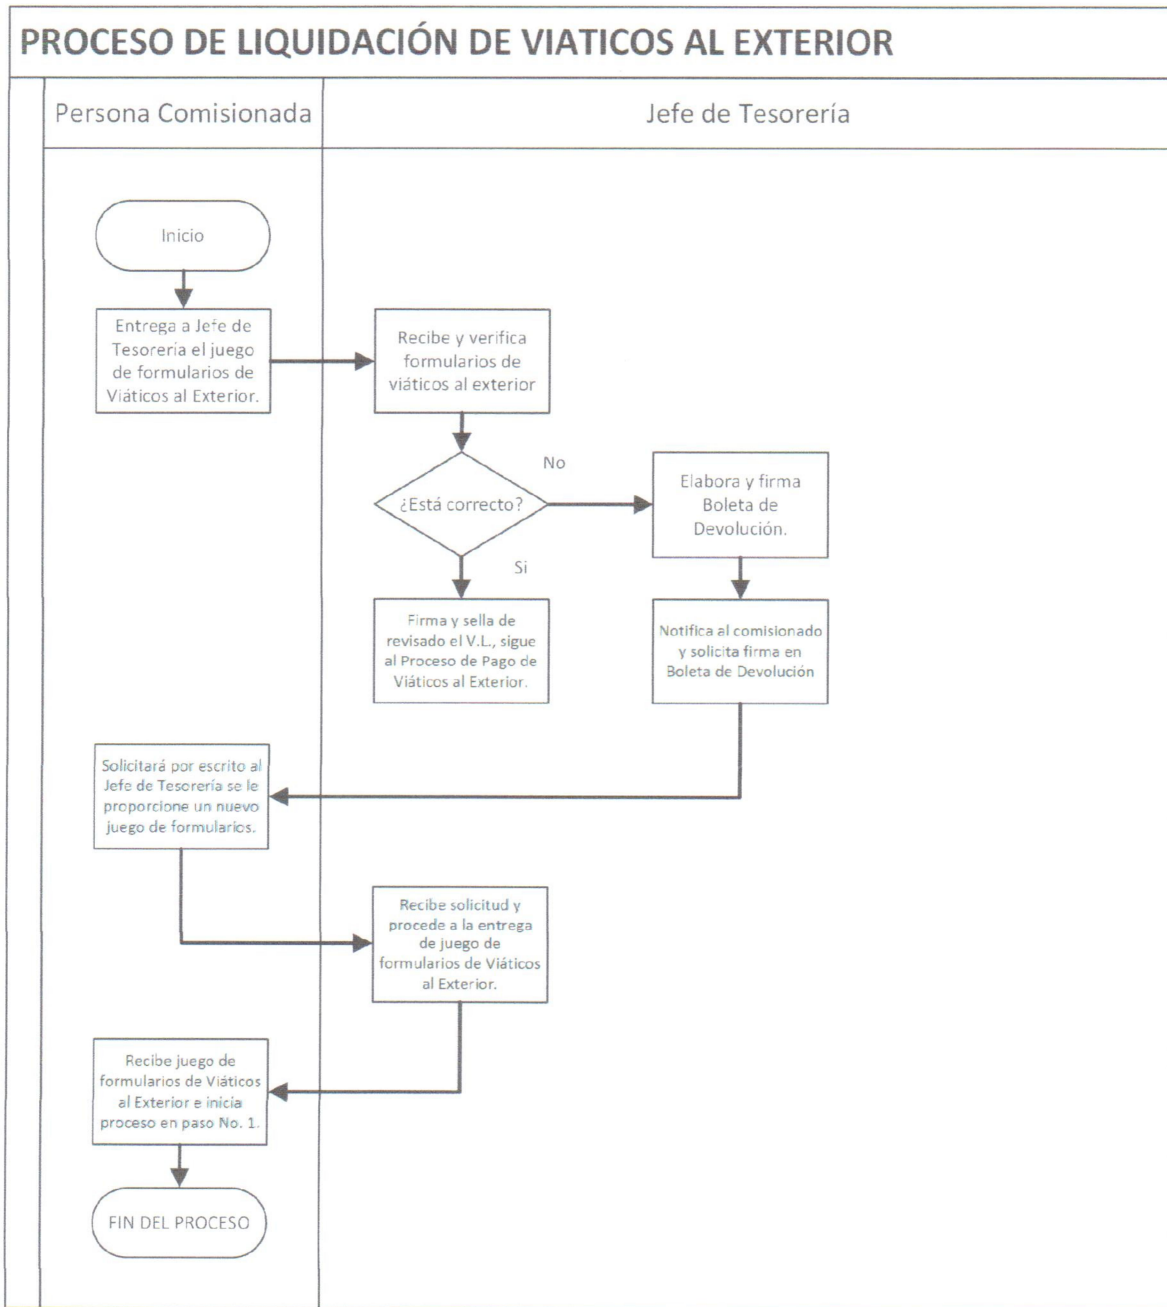 PROCESO DE LIQUIDACIÓN DE VIATICOS AL EXTERIOR
Persona Comisionada
Jefe de Tesorería
Inicio
Entrega a Jefe de
Tesorería el juego
de formularios de
Viáticos al Exterior.
Recibe y verifica
formularios de
viáticos al exterior
¿Está correcto?
No
Elabora y firma
Boleta de
Devolución.
Si
Firma y sella de
revisado el V.L., sigue
al Proceso de Pago de
Viáticos al Exterior.
Notifica al comisionado
y solicita firma en
Boleta de Devolución
Solicitará por escrito al
Jefe de Tesorería se le
proporcione un nuevo
juego de formularios.
Recibe solicitud y
procede a la entrega
de juego de
formularios de Viáticos
al Exterior.
Recibe juego de
formularios de Viáticos
al Exterior e inicia
proceso en paso No. 1.
FIN DEL PROCESO